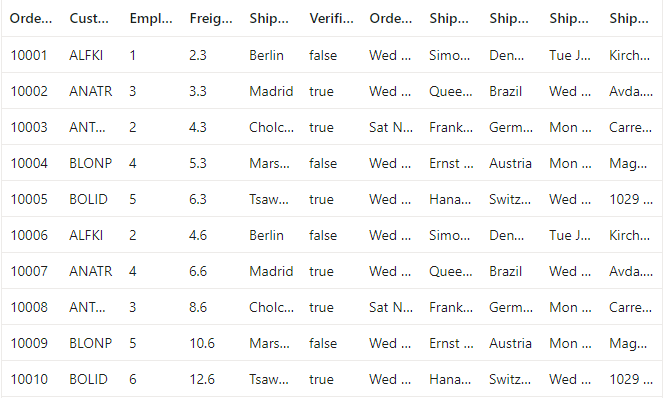 Orde... Cust... Empl... Freig... Ship... Verifi... Orde... Ship... Ship... Ship... Ship...
10001 ALFKI 1 2.3 Berlin false Wed ... Simo... Den... Tue J... Kirch...
10002 ANATR 3 3.3 Madrid true Wed ... Quee... Brazil Wed ... Avda....
10003 ANT... 2 4.3 Cholc... true Sat N... Frank... Germ... Mon ... Carre...
10004 BLONP 4 5.3 Mars... false Wed ... Ernst ... Austria Mon ... Mag...
10005 BOLID 5 6.3 Tsaw... true Wed ... Hana... Switz... Wed ... 1029 ...
10006 ALFKI 2 4.6 Berlin false Wed ... Simo... Den... Tue J... Kirch...
10007 ANATR 4 6.6 Madrid true Wed ... Quee... Brazil Wed ... Avda....
10008 ANT... 3 8.6 Cholc... true Sat N... Frank... Germ... Mon ... Carre...
10009 BLONP 5 10.6 Mars... false Wed ... Ernst ... Austria Mon ... Mag...
10010 BOLID 6 12.6 Tsaw... true Wed ... Hana... Switz... Wed ... 1029 ...